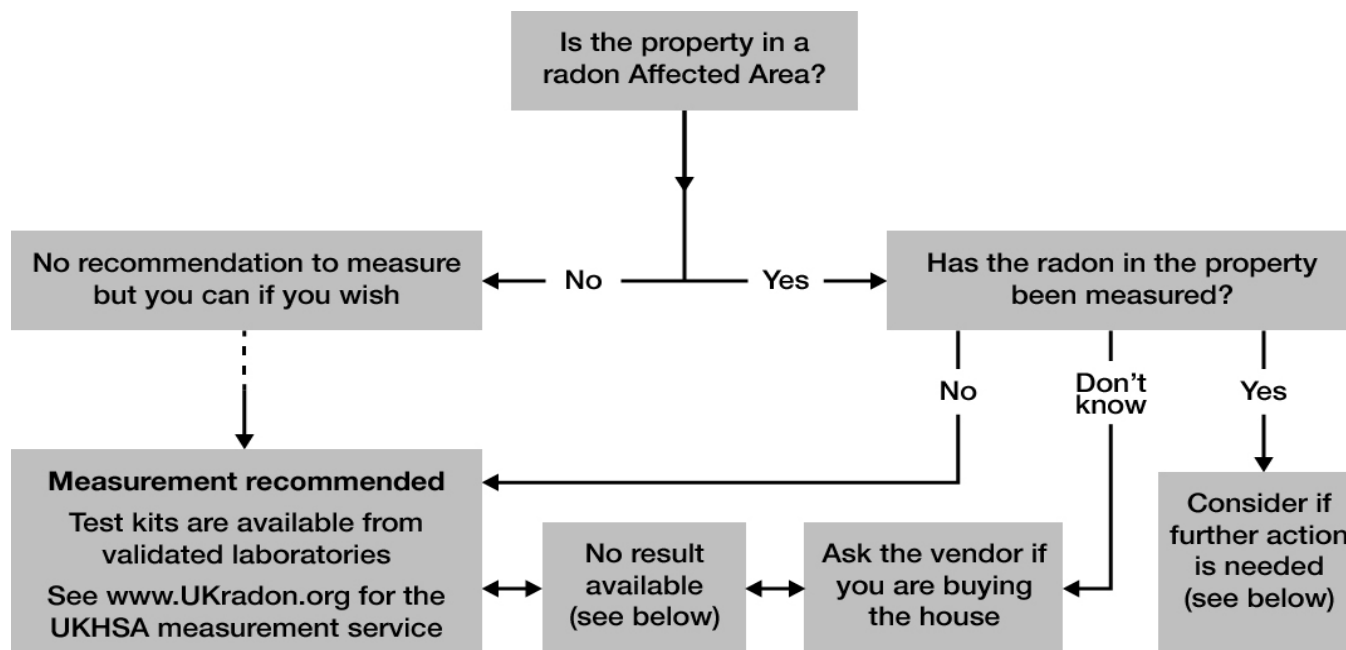 Is the property in a
radon Affected Area?
No recommendation to measure
but you can if you wish
No
Yes
Has the radon in the property
been measured?
No
Don't
know
Yes
Measurement recommended
Test kits are available from
validated laboratories
See www.UKradon.org for the
UKHSA measurement service
No result
available
(see below)
Ask the vendor if
you are buying
the house
Consider if
further action
is needed
(see below)